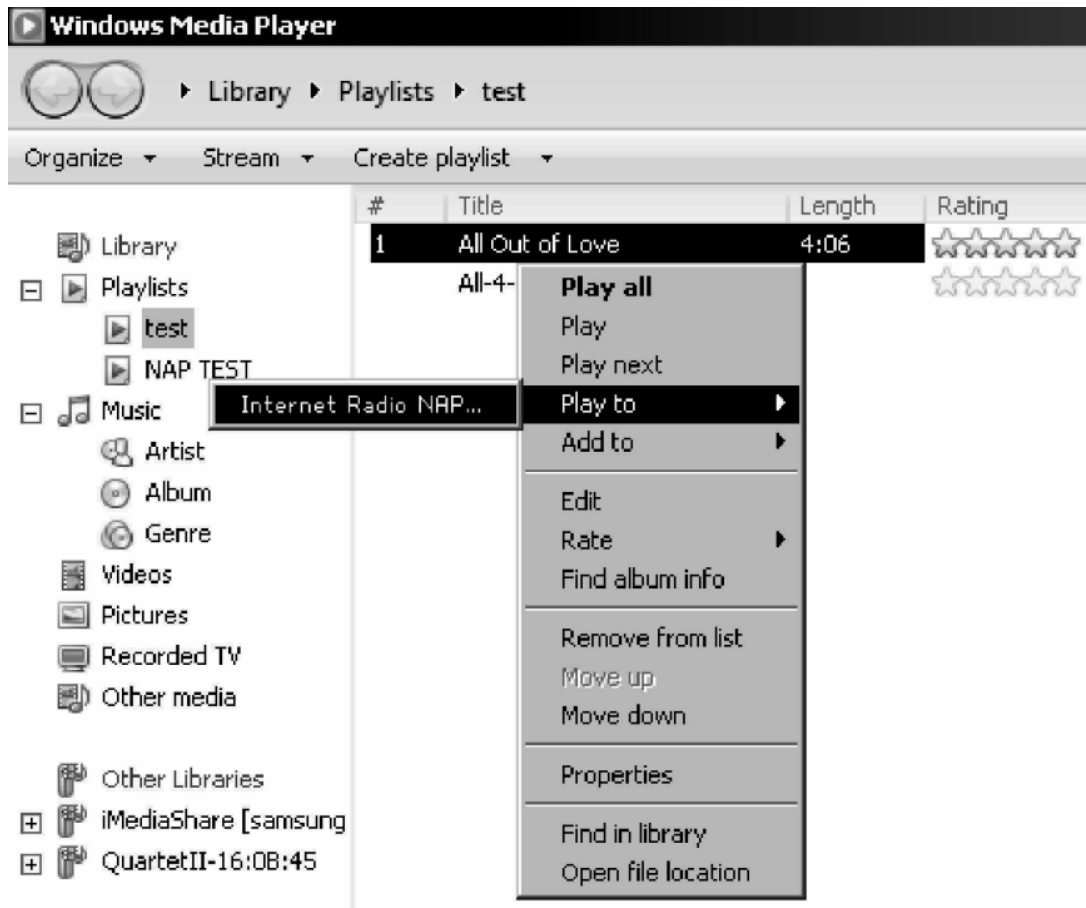 Windows Media Player
Library Playlists test
Organize Stream Create playlist
# Title Length Rating
Library
Playlists
test
NAP TEST
Music
Artist
Album
Genre
Videos
Pictures
Recorded TV
Other media
Other Libraries
iMediaShare [samsung
QuartetII-16:0B:45
1 All Out of Love 4:06
All-4-
Play all
Play
Play next
Play to
Internet Radio NAP...
Add to
Edit
Rate
Find album info
Remove from list
Move up
Move down
Properties
Find in library
Open file location